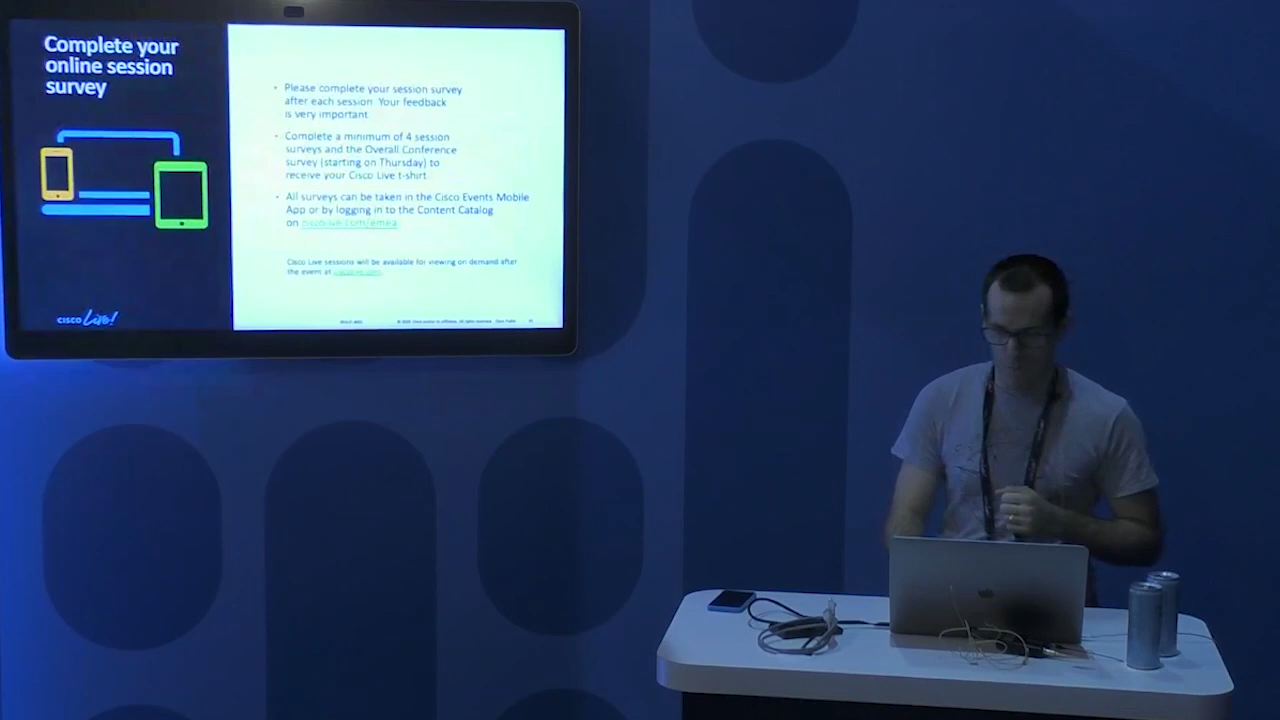 Complete your
online session
survey
• Please complete your session survey
after each session Your feedback
is very important
• Complete a minimum of 4 session
surveys and the Overall Conference
survey (starting on Thursday) to
receive your Cisco Live t-shirt
• All surveys can be taken in the Cisco Events Mobile
App or by logging in to the Content Catalog
on ciscolive.com/emea
Cisco Live sessions will be available for viewing on demand after
the event at ciscolive.com
CISCO Live!